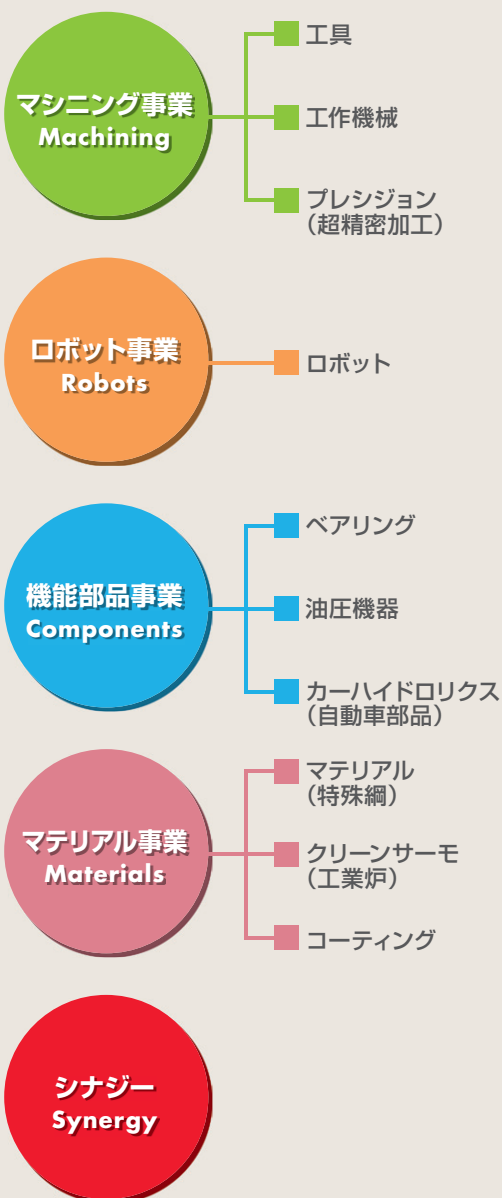 マシニング事業
Machining
工具
工作機械
プレシジョン
（超精密加工）
ロボット事業
Robots
ロボット
機能部品事業
Components
ベアリング
油圧機器
カーハイドロリクス
（自動車部品）
マテリアル事業
Materials
マテリアル
（特殊綱）
クリーンサーモ
（工業炉）
コーティング
シナジー
Synergy